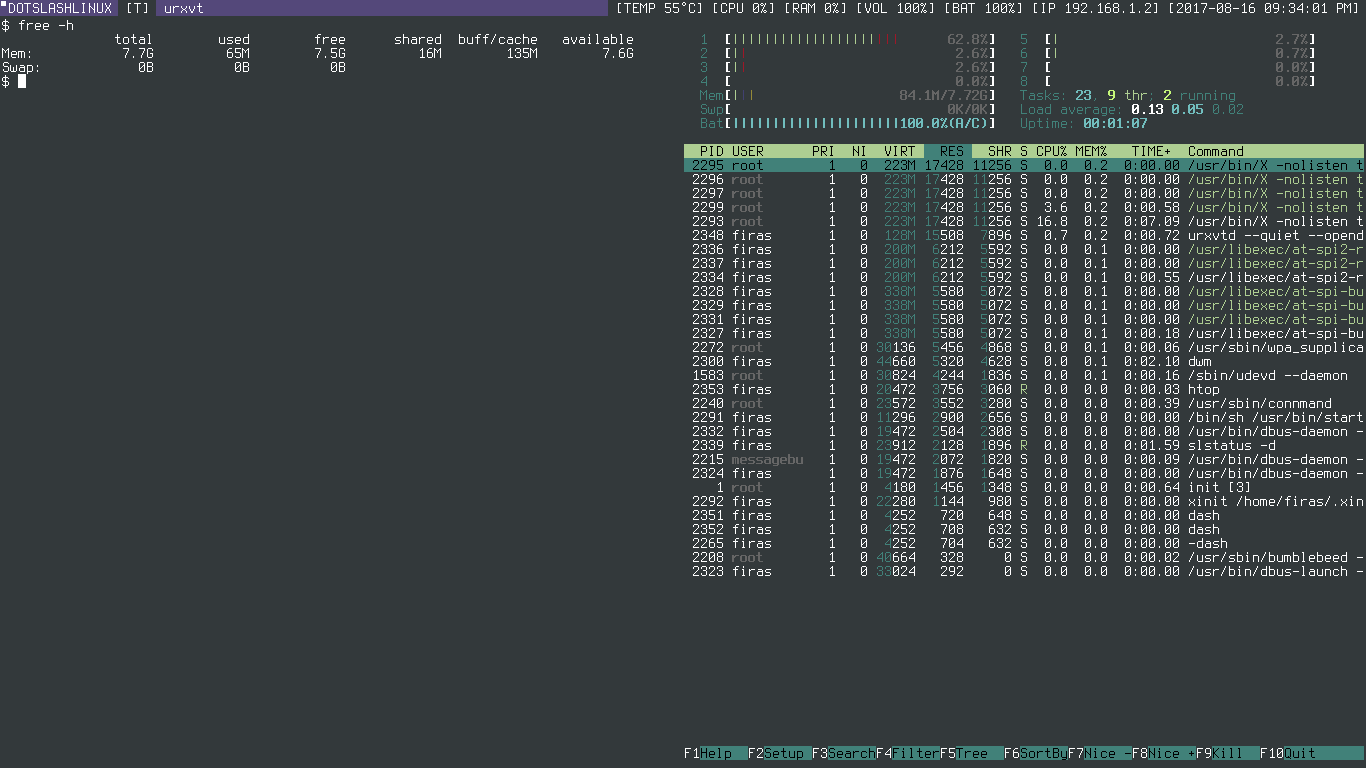 DOTSLASHLINUX [T] urxvt [TEMP 55°C] [CPU 0%] [RAM 0%] [VOL 100%] [BAT 100%] [IP 192.168.1.2] [2017-08-16 09:34:01 PM]
$ free -h
total used free shared buff/cache available
Mem: 7.7G 65M 7.5G 16M 135M 7.6G
Swap: 0B 0B 0B
$
1 [||||||||||||||||||||| 62.8%] 5 [| 2.7%]
2 [|| 2.6%] 6 [| 0.7%]
3 [|| 2.6%] 7 [ 0.0%]
4 [ 0.0%] 8 [ 0.0%]
Mem[||| 84.1M/7.72G] Tasks: 23, 9 thr; 2 running
Swp[ 0K/0K] Load average: 0.13 0.05 0.02
Bat[|||||||||||||||||||||100.0%(A/C)] Uptime: 00:01:07
PID USER PRI NI VIRT RES SHR S CPU% MEM% TIME+ Command
2295 root 1 0 223M 17428 11256 S 0.0 0.2 0:00.00 /usr/bin/X -nolisten t
2296 root 1 0 223M 17428 11256 S 0.0 0.2 0:00.00 /usr/bin/X -nolisten t
2297 root 1 0 223M 17428 11256 S 0.0 0.2 0:00.00 /usr/bin/X -nolisten t
2299 root 1 0 223M 17428 11256 S 3.6 0.2 0:00.58 /usr/bin/X -nolisten t
2293 root 1 0 223M 17428 11256 S 16.8 0.2 0:07.09 /usr/bin/X -nolisten t
2348 firas 1 0 128M 15508 7896 S 0.7 0.2 0:00.72 urxvtd --quiet --opend
2336 firas 1 0 200M 6212 5592 S 0.0 0.1 0:00.00 /usr/libexec/at-spi2-r
2337 firas 1 0 200M 6212 5592 S 0.0 0.1 0:00.00 /usr/libexec/at-spi2-r
2334 firas 1 0 200M 6212 5592 S 0.0 0.1 0:00.55 /usr/libexec/at-spi2-r
2328 firas 1 0 338M 5580 5072 S 0.0 0.1 0:00.00 /usr/libexec/at-spi-bu
2329 firas 1 0 338M 5580 5072 S 0.0 0.1 0:00.00 /usr/libexec/at-spi-bu
2331 firas 1 0 338M 5580 5072 S 0.0 0.1 0:00.00 /usr/libexec/at-spi-bu
2327 firas 1 0 338M 5580 5072 S 0.0 0.1 0:00.18 /usr/libexec/at-spi-bu
2272 root 1 0 30136 5456 4868 S 0.0 0.1 0:00.06 /usr/sbin/wpa_supplica
2300 firas 1 0 44660 5320 4628 S 0.0 0.1 0:02.10 dwm
1583 root 1 0 30824 4244 1836 S 0.0 0.1 0:00.16 /sbin/udevd --daemon
2353 firas 1 0 20472 3756 3060 R 0.0 0.0 0:00.03 htop
2240 root 1 0 23572 3552 3280 S 0.0 0.0 0:00.39 /usr/sbin/connmand
2291 firas 1 0 11296 2900 2656 S 0.0 0.0 0:00.00 /bin/sh /usr/bin/start
2332 firas 1 0 19472 2504 2308 S 0.0 0.0 0:00.00 /usr/bin/dbus-daemon -
2339 firas 1 0 23912 2128 1896 R 0.0 0.0 0:01.59 slstatus -d
2215 messagebu 1 0 19472 2072 1820 S 0.0 0.0 0:00.09 /usr/bin/dbus-daemon -
2324 firas 1 0 19472 1876 1648 S 0.0 0.0 0:00.00 /usr/bin/dbus-daemon -
1 root 1 0 4180 1456 1348 S 0.0 0.0 0:00.64 init [3]
2292 firas 1 0 22280 1144 980 S 0.0 0.0 0:00.00 xinit /home/firas/.xin
2351 firas 1 0 4252 720 648 S 0.0 0.0 0:00.00 dash
2352 firas 1 0 4252 708 632 S 0.0 0.0 0:00.00 dash
2265 firas 1 0 4252 704 632 S 0.0 0.0 0:00.00 -dash
2208 root 1 0 40664 328 0 S 0.0 0.0 0:00.02 /usr/sbin/bumblebeed -
2323 firas 1 0 33024 292 0 S 0.0 0.0 0:00.00 /usr/bin/dbus-launch -
F1Help F2Setup F3SearchF4FilterF5Tree F6SortByF7Nice -F8Nice +F9Kill F10Quit